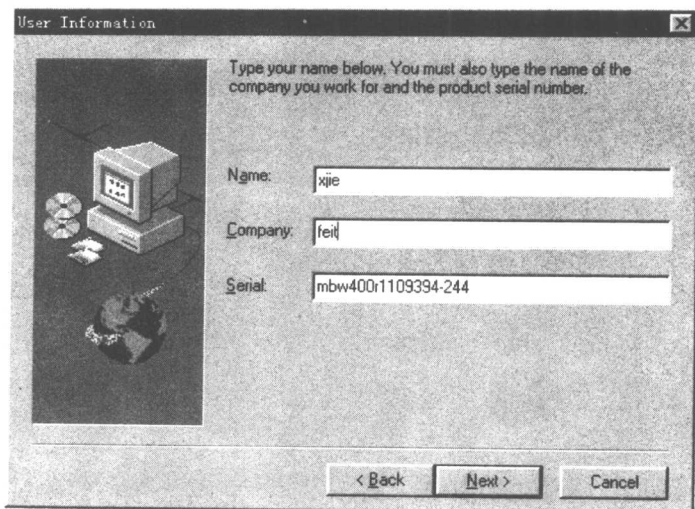 User Information
Type your name below. You must also type the name of the
company you work for and the product serial number.
Name: xjie
Company: feit
Serial: mbw400r1109394-244
< Back Next > Cancel